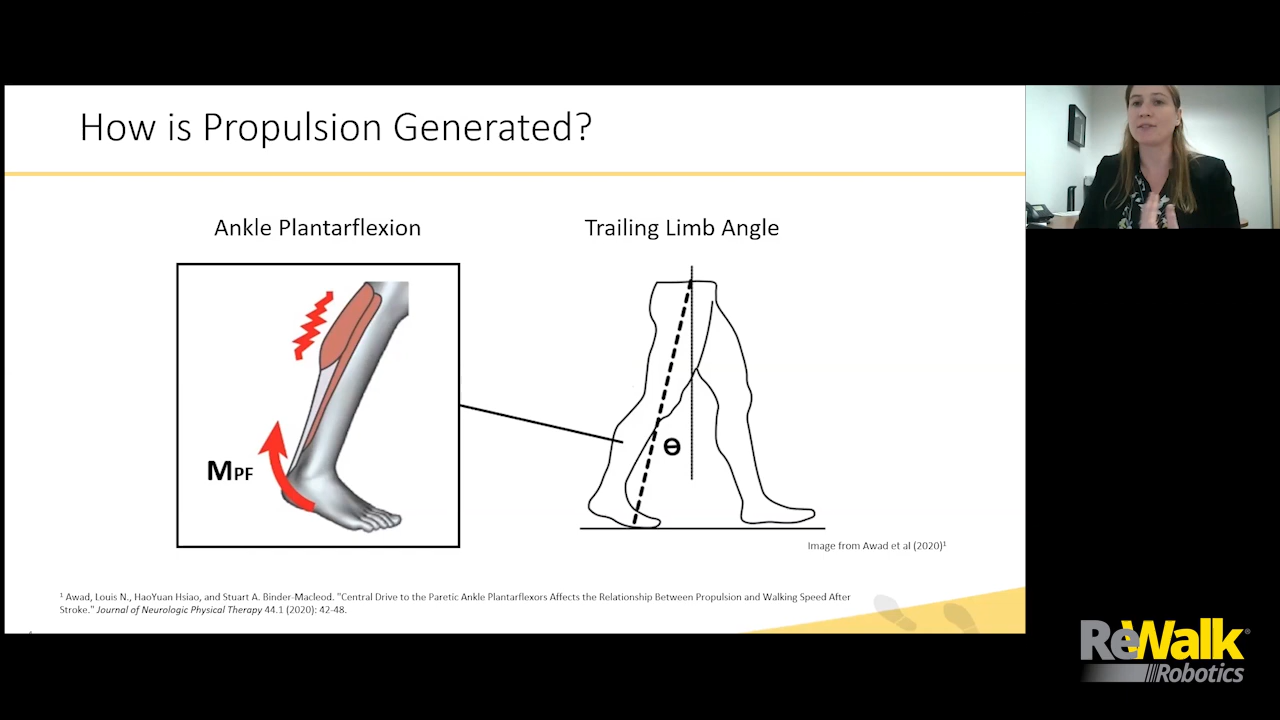 How is Propulsion Generated?
Ankle Plantarflexion
Trailing Limb Angle
MPF
Ɵ
Image from Awad et al (2020)¹
¹ Awad, Louis N., HaoYuan Hsiao, and Stuart A. Binder-Macleod. "Central Drive to the Paretic Ankle Plantarflexors Affects the Relationship Between Propulsion and Walking Speed After
Stroke." Journal of Neurologic Physical Therapy 44.1 (2020): 42-48.
ReWalk®
Robotics